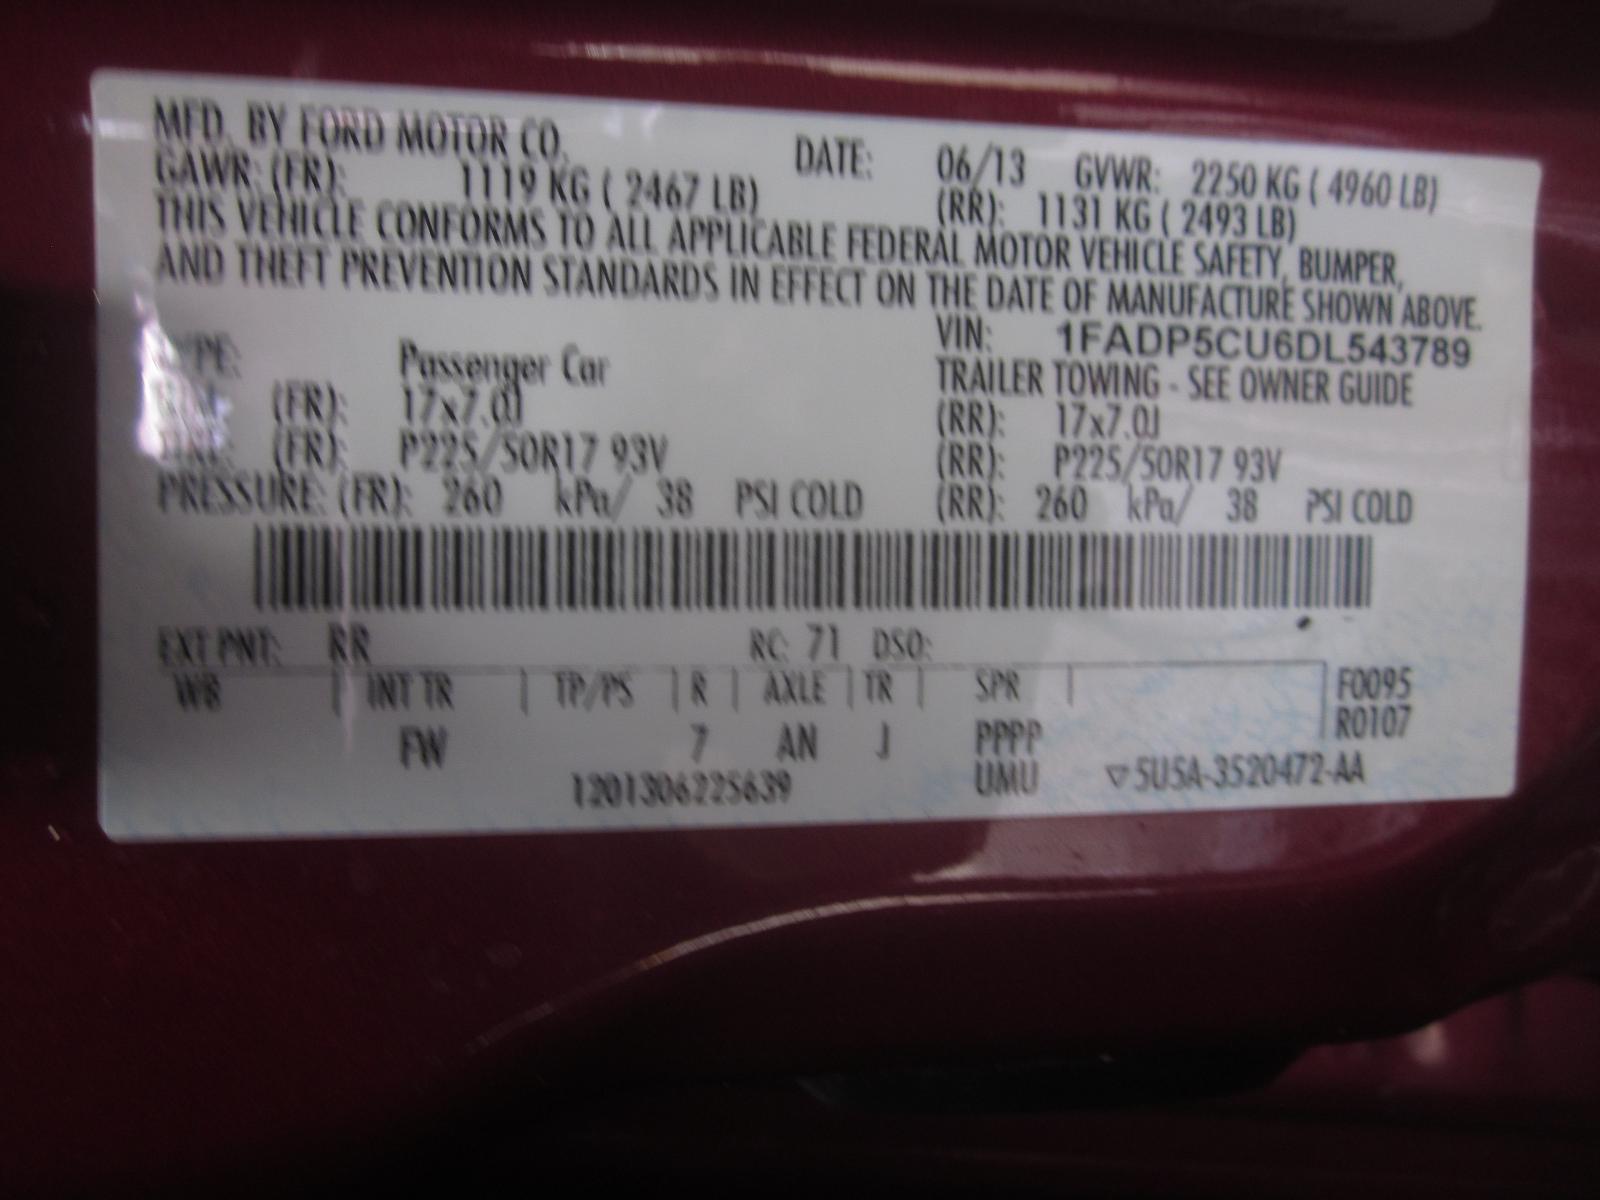 MFD. BY FORD MOTOR CO. DATE: 06/13 GVWR: 2250 KG ( 4960 LB)
GAWR: (FR): 1119 KG ( 2467 LB) (RR): 1131 KG ( 2493 LB)
THIS VEHICLE CONFORMS TO ALL APPLICABLE FEDERAL MOTOR VEHICLE SAFETY, BUMPER,
AND THEFT PREVENTION STANDARDS IN EFFECT ON THE DATE OF MANUFACTURE SHOWN ABOVE.
VIN: 1FADP5CU6DL543789
TYPE: Passenger Car TRAILER TOWING - SEE OWNER GUIDE
(FR): 17x7.0J (RR): 17x7.0J
(FR): P225/50R17 93V (RR): P225/50R17 93V
PRESSURE: (FR): 260 kPa/ 38 PSI COLD (RR): 260 kPa/ 38 PSI COLD
EXT PNT: RR RC: 71 DSO:
WB | INT TR | TP/PS | R | AXLE | TR | SPR | F0095
R0107
FW 7 AN J PPPP
1201306225639 UMU ▽5U5A-3520472-AA